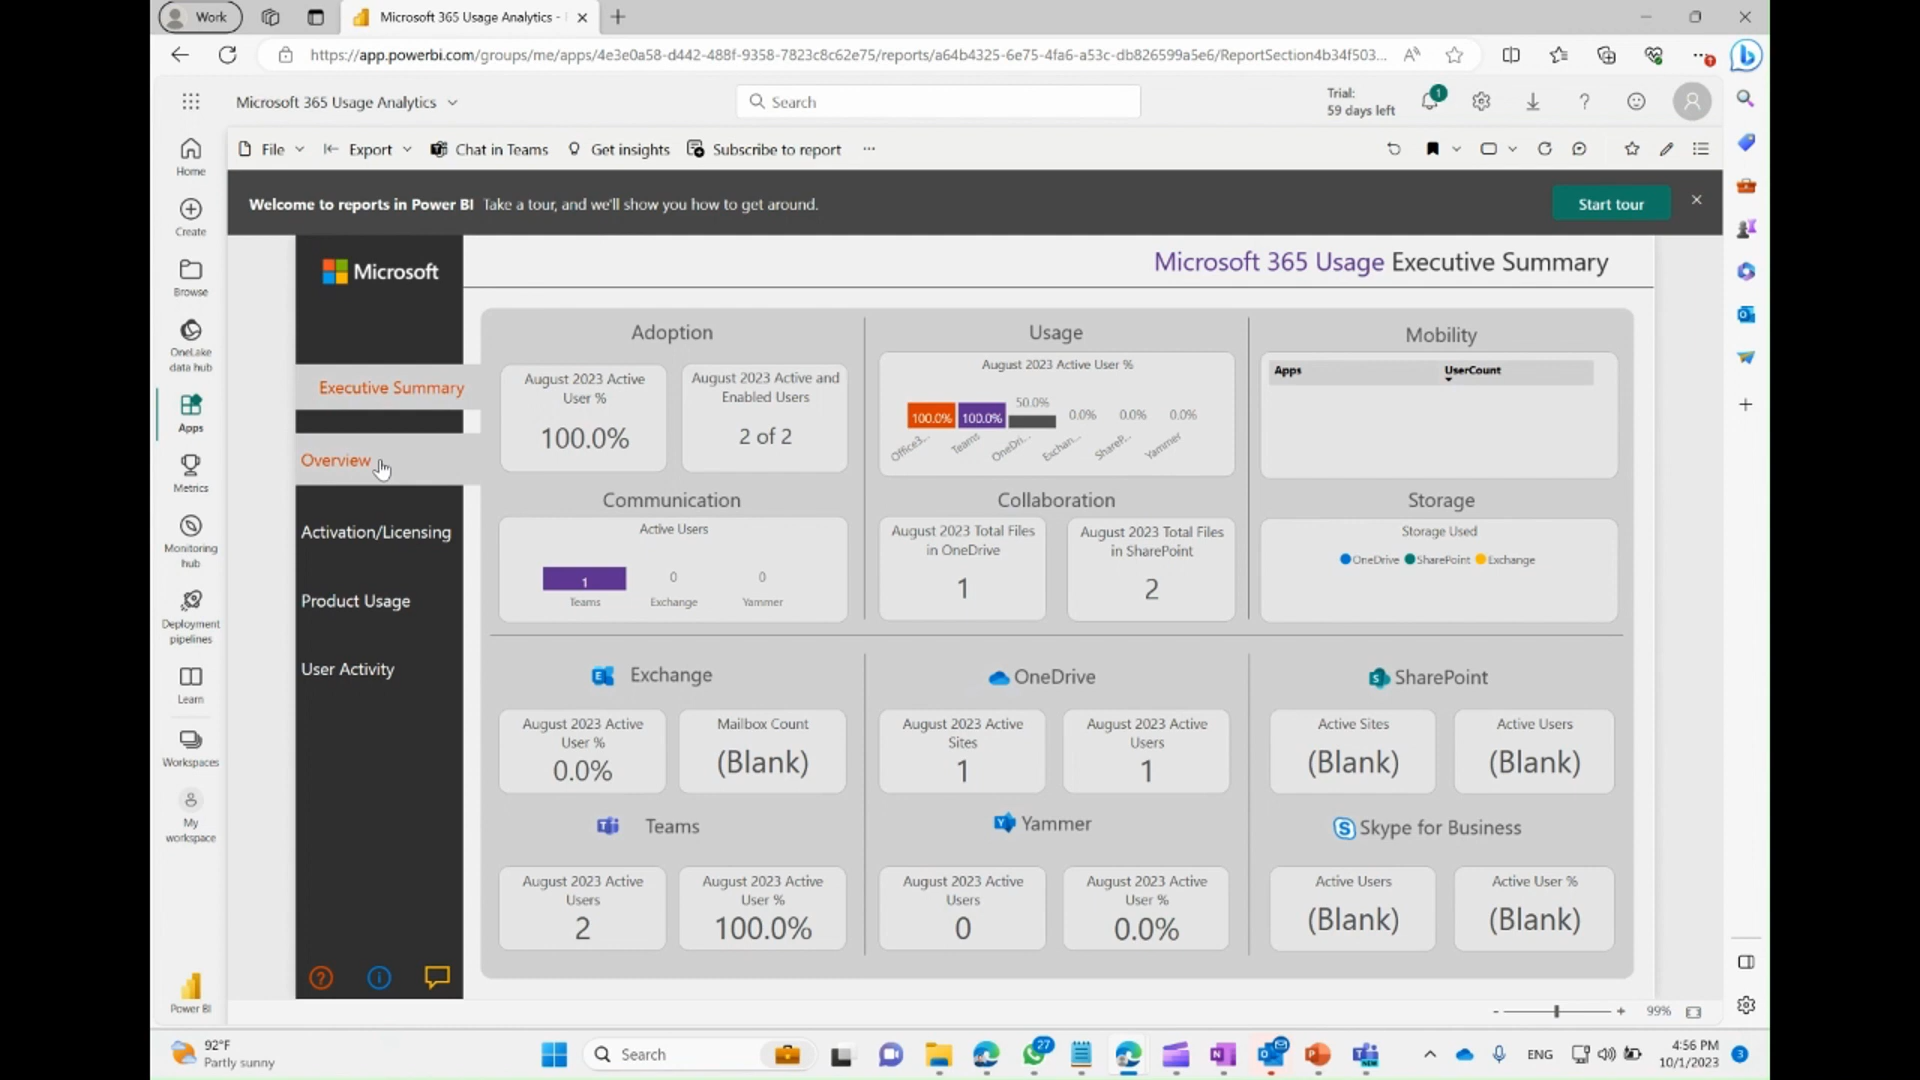 Work
Microsoft 365 Usage Analytics -
https://app.powerbi.com/groups/me/apps/4e3e0a58-d442-488f-9358-7823c8c62e75/reports/a64b4325-6e75-4fa6-a53c-db826599a5e6/ReportSection4b34f503...
Microsoft 365 Usage Analytics
Search
Trial:
59 days left
1
File
Export
Chat in Teams
Get insights
Subscribe to report
...
Welcome to reports in Power BI Take a tour, and we'll show you how to get around.
Start tour
Home
Create
Browse
OneLake
data hub
Apps
Metrics
Monitoring
hub
Deployment
pipelines
Learn
Workspaces
My
workspace
Power BI
Microsoft
Executive Summary
Overview
Activation/Licensing
Product Usage
User Activity
Microsoft 365 Usage Executive Summary
Adoption
August 2023 Active
User %
100.0%
August 2023 Active and
Enabled Users
2 of 2
Usage
August 2023 Active User %
100.0% 100.0% 50.0% 0.0% 0.0% 0.0%
Office3... Teams OneDri... Exchan... ShareP... Yammer
Mobility
Apps UserCount
Communication
Active Users
1 0 0
Teams Exchange Yammer
Collaboration
August 2023 Total Files
in OneDrive
1
August 2023 Total Files
in SharePoint
2
Storage
Storage Used
OneDrive SharePoint Exchange
Exchange
August 2023 Active
User %
0.0%
Mailbox Count
(Blank)
OneDrive
August 2023 Active
Sites
1
August 2023 Active
Users
1
SharePoint
Active Sites
(Blank)
Active Users
(Blank)
Teams
August 2023 Active
Users
2
August 2023 Active
User %
100.0%
Yammer
August 2023 Active
Users
0
August 2023 Active
User %
0.0%
Skype for Business
Active Users
(Blank)
Active User %
(Blank)
99%
92°F
Partly sunny
Search
27
NEW
ENG
4:56 PM
10/1/2023
3